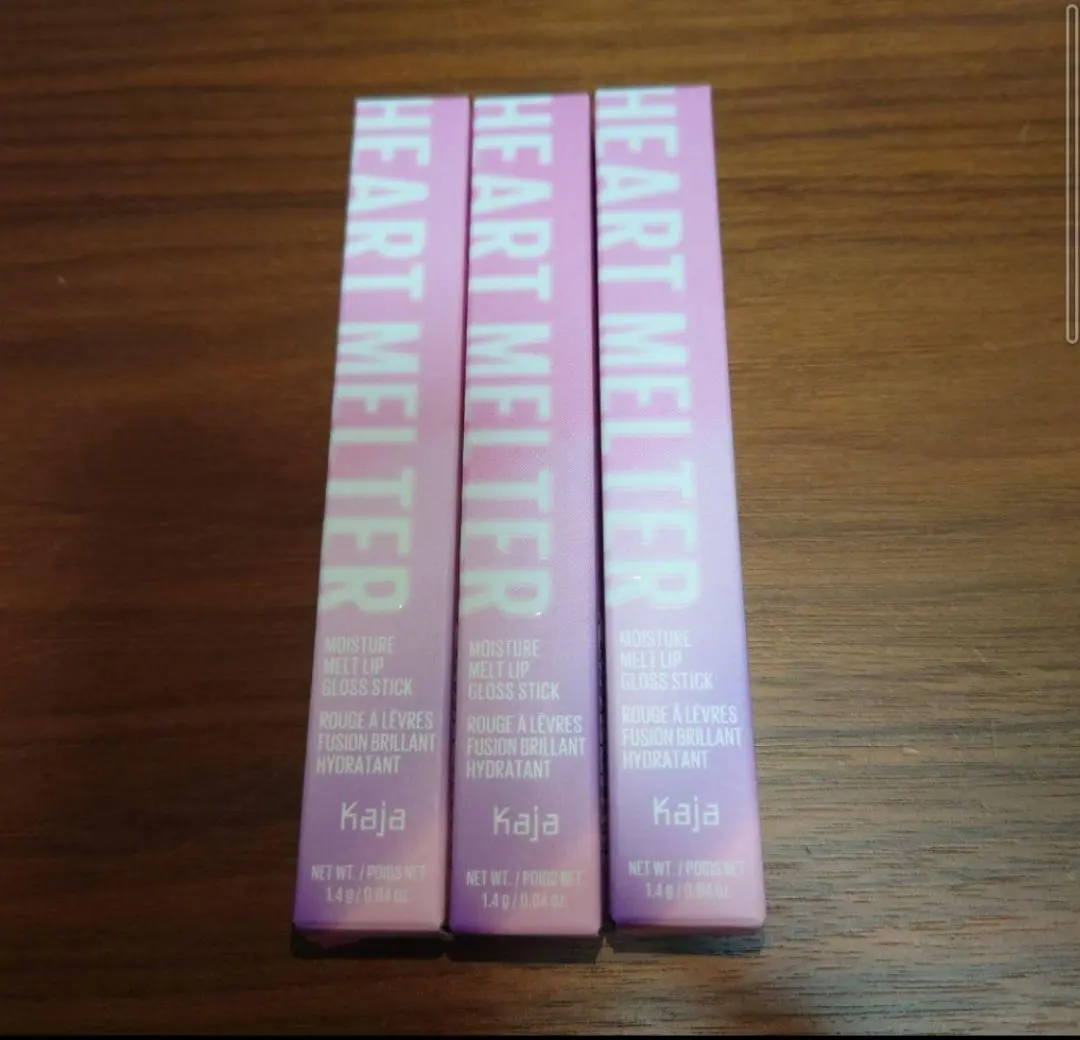 HEART MELTER
MOISTURE
MELT LIP
GLOSS STICK
ROUGE À LÈVRES
FUSION BRILLANT
HYDRATANT
Kaja
NET WT. / POIDS NET
1.4 g / 0.04 oz.
HEART MELTER
MOISTURE
MELT LIP
GLOSS STICK
ROUGE À LÈVRES
FUSION BRILLANT
HYDRATANT
Kaja
NET WT. / POIDS NET
1.4 g / 0.04 oz.
HEART MELTER
MOISTURE
MELT LIP
GLOSS STICK
ROUGE À LÈVRES
FUSION BRILLANT
HYDRATANT
Kaja
NET WT. / POIDS NET
1.4 g / 0.04 oz.